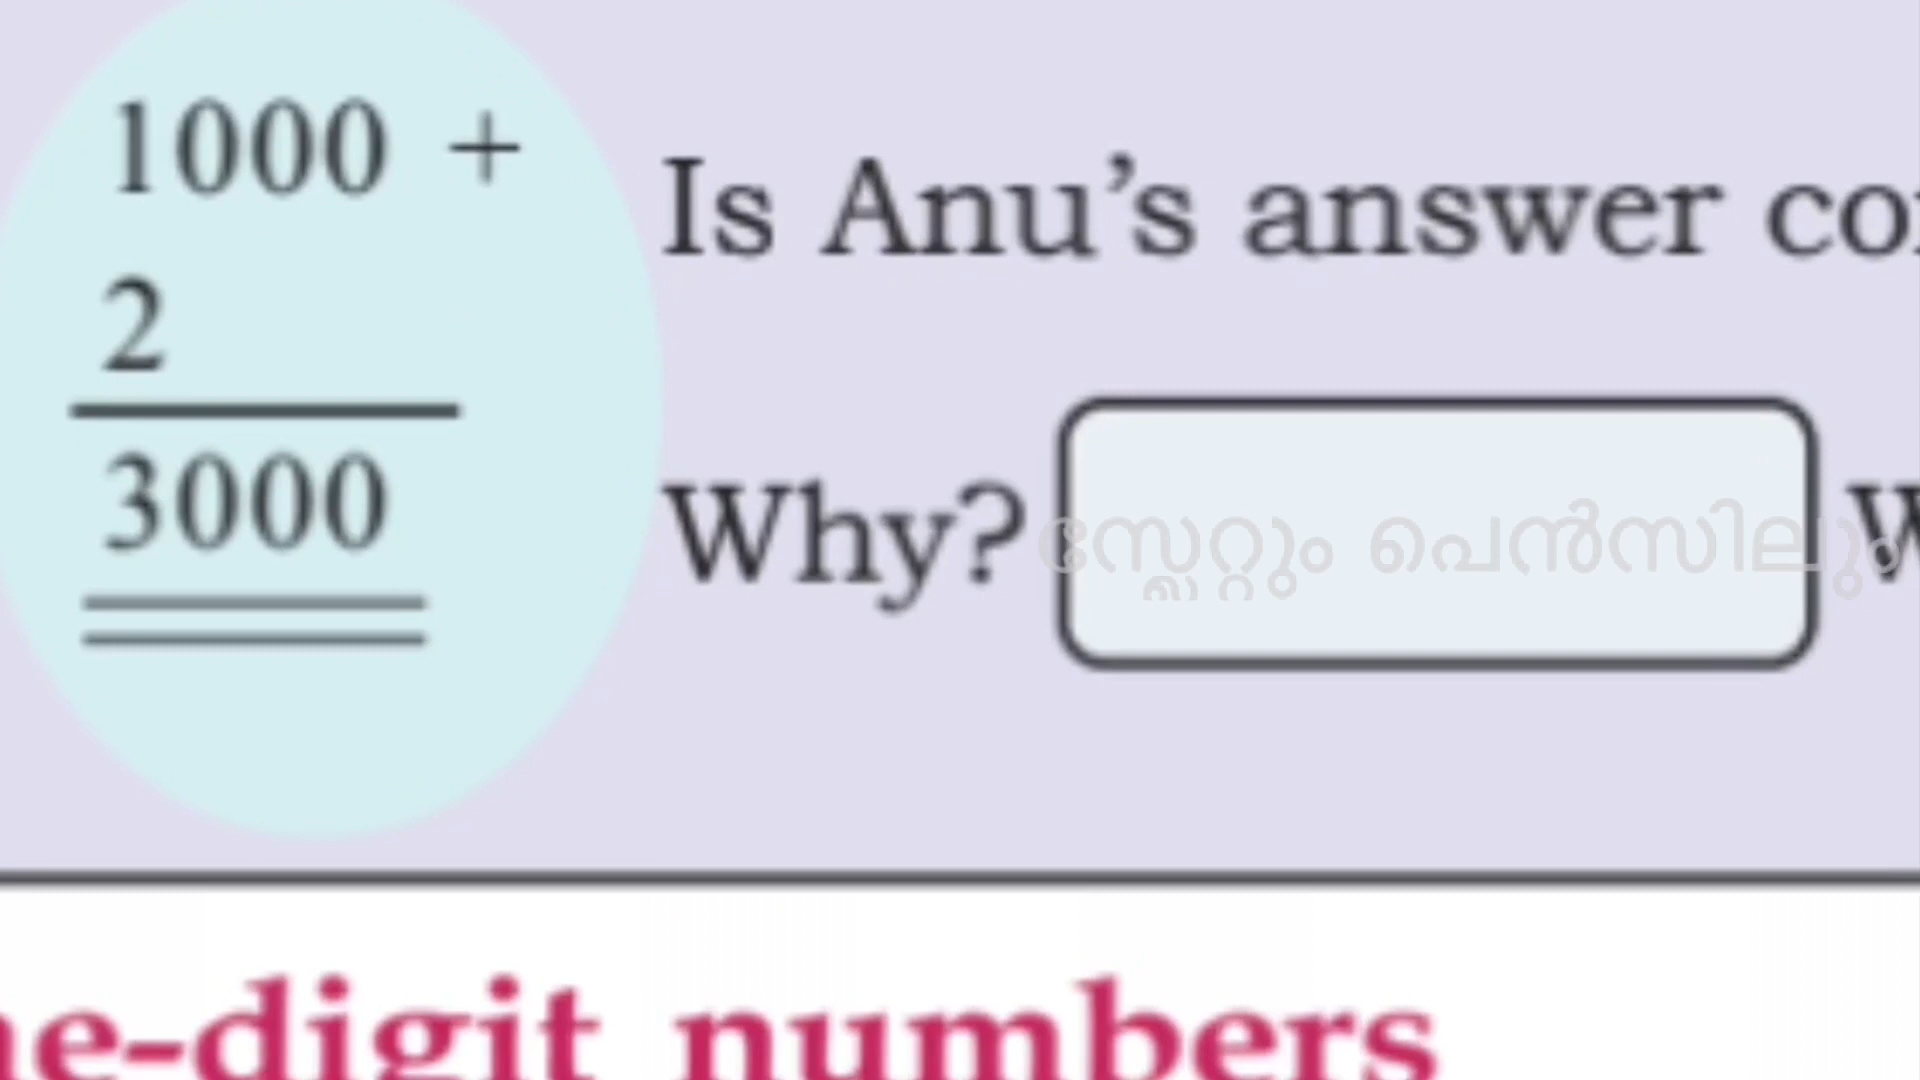 1000 +
2
3000
Is Anu’s answer
Why?
സ്ലേറ്റും പെൻസിലും
digit numbers